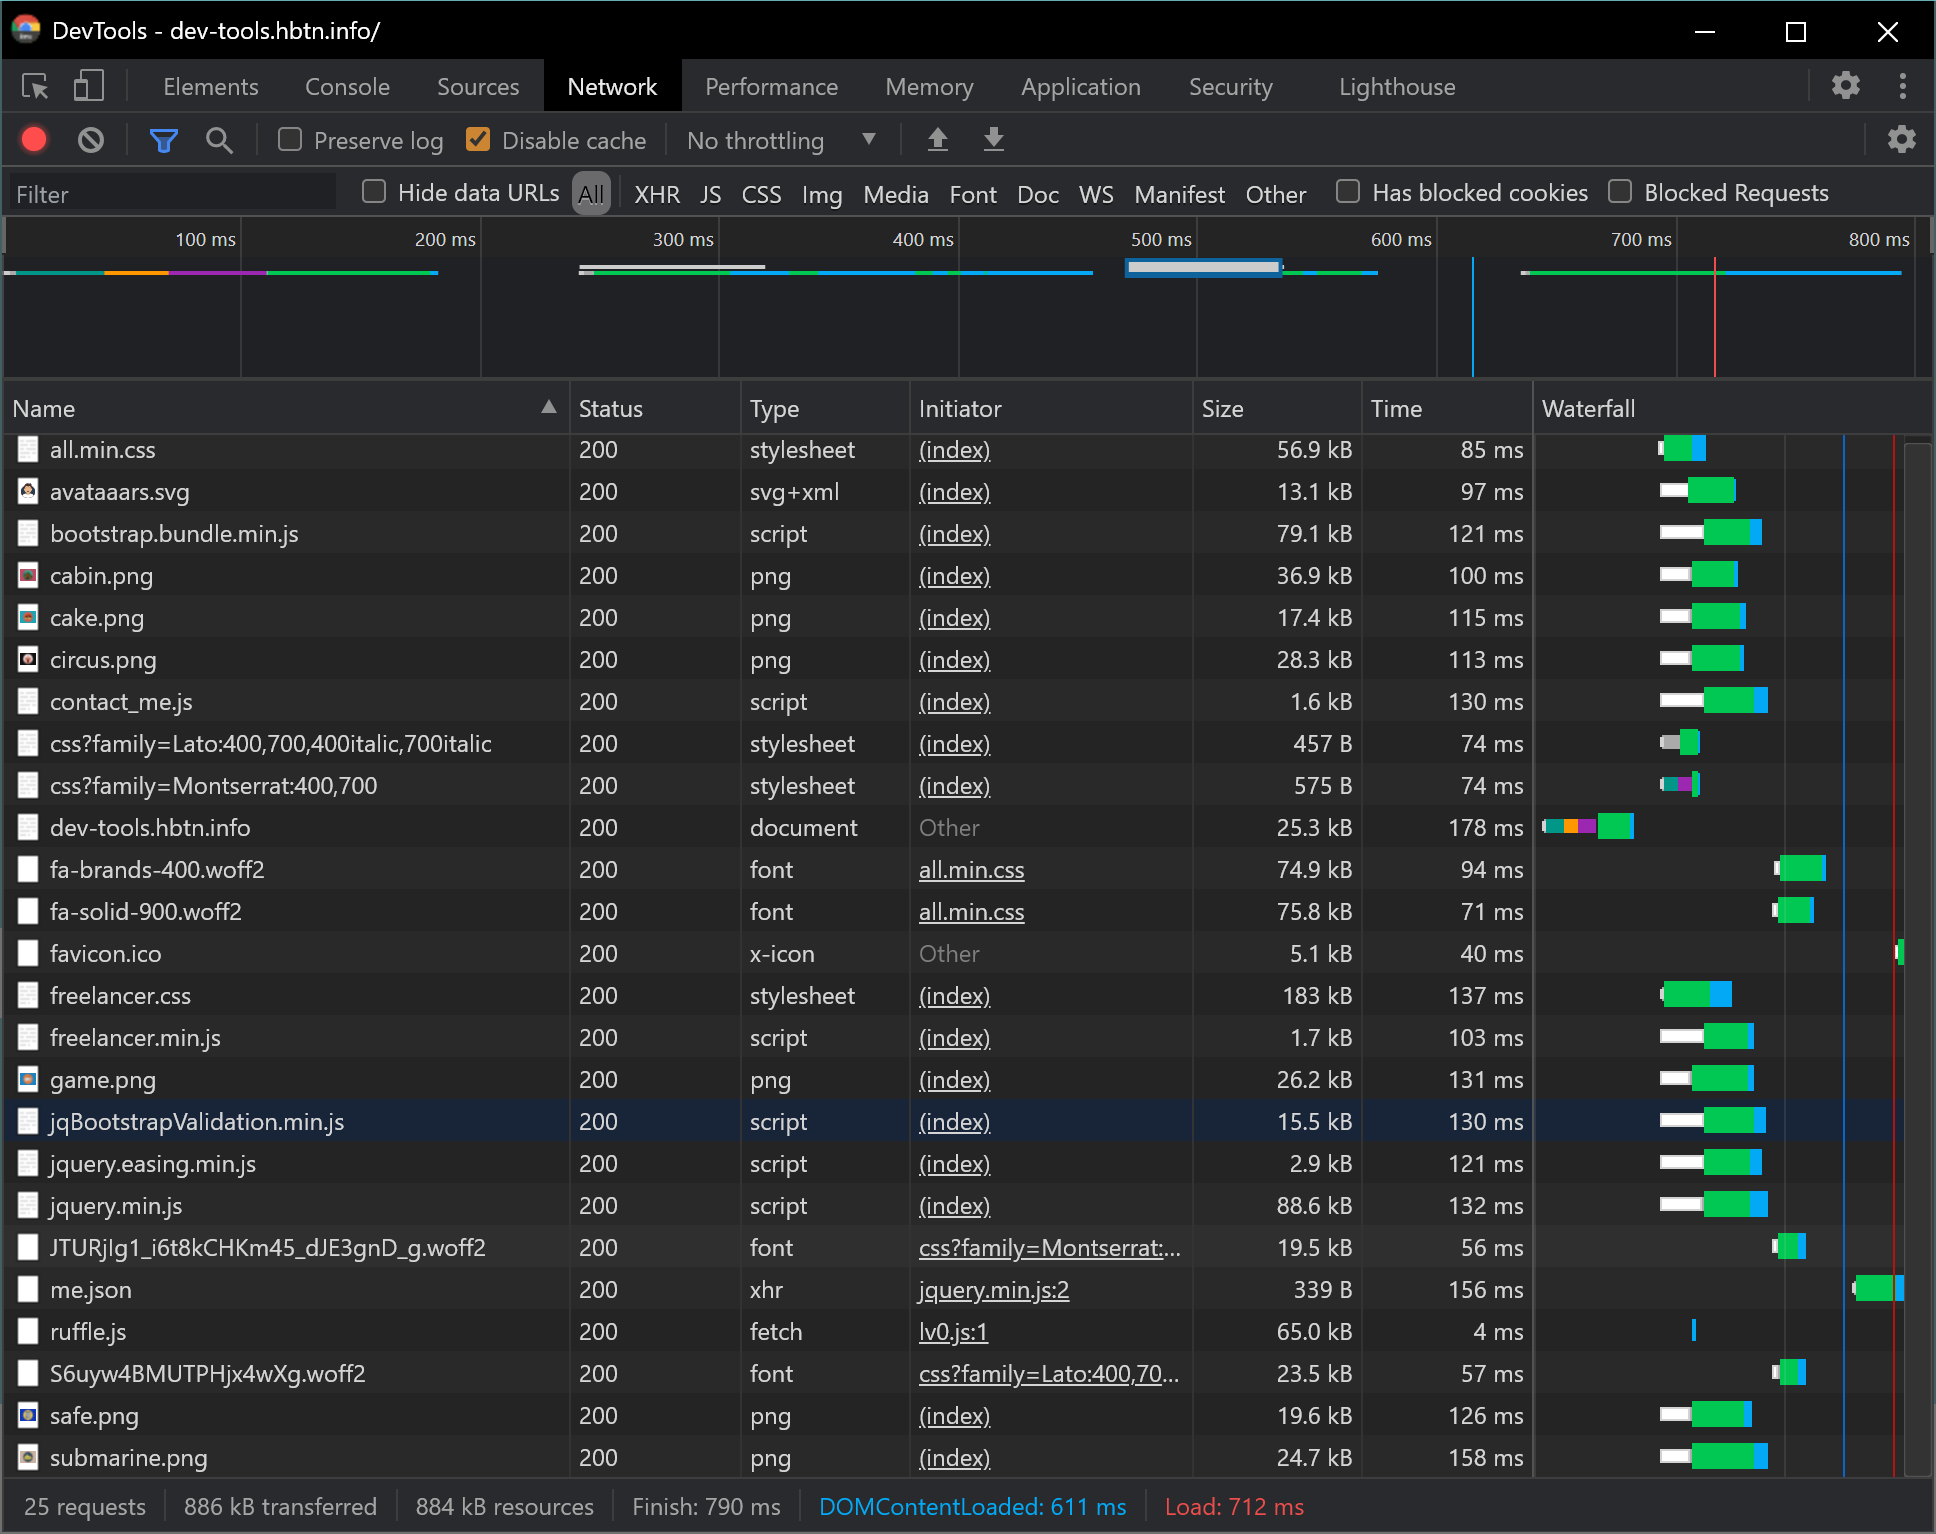 DevTools - dev-tools.hbtn.info/
Elements Console Sources Network Performance Memory Application Security Lighthouse
Preserve log Disable cache No throttling
Filter Hide data URLs All XHR JS CSS Img Media Font Doc WS Manifest Other Has blocked cookies Blocked Requests
100 ms 200 ms 300 ms 400 ms 500 ms 600 ms 700 ms 800 ms
Name Status Type Initiator Size Time Waterfall
all.min.css 200 stylesheet (index) 56.9 kB 85 ms
avataaars.svg 200 svg+xml (index) 13.1 kB 97 ms
bootstrap.bundle.min.js 200 script (index) 79.1 kB 121 ms
cabin.png 200 png (index) 36.9 kB 100 ms
cake.png 200 png (index) 17.4 kB 115 ms
circus.png 200 png (index) 28.3 kB 113 ms
contact_me.js 200 script (index) 1.6 kB 130 ms
css?family=Lato:400,700,400italic,700italic 200 stylesheet (index) 457 B 74 ms
css?family=Montserrat:400,700 200 stylesheet (index) 575 B 74 ms
dev-tools.hbtn.info 200 document Other 25.3 kB 178 ms
fa-brands-400.woff2 200 font all.min.css 74.9 kB 94 ms
fa-solid-900.woff2 200 font all.min.css 75.8 kB 71 ms
favicon.ico 200 x-icon Other 5.1 kB 40 ms
freelancer.css 200 stylesheet (index) 183 kB 137 ms
freelancer.min.js 200 script (index) 1.7 kB 103 ms
game.png 200 png (index) 26.2 kB 131 ms
jqBootstrapValidation.min.js 200 script (index) 15.5 kB 130 ms
jquery.easing.min.js 200 script (index) 2.9 kB 121 ms
jquery.min.js 200 script (index) 88.6 kB 132 ms
JTURjIg1_i6t8kCHKm45_dJE3gnD_g.woff2 200 font css?family=Montserrat:... 19.5 kB 56 ms
me.json 200 xhr jquery.min.js:2 339 B 156 ms
ruffle.js 200 fetch lv0.js:1 65.0 kB 4 ms
S6uyw4BMUTPHjx4wXg.woff2 200 font css?family=Lato:400,70... 23.5 kB 57 ms
safe.png 200 png (index) 19.6 kB 126 ms
submarine.png 200 png (index) 24.7 kB 158 ms
25 requests 886 kB transferred 884 kB resources Finish: 790 ms DOMContentLoaded: 611 ms Load: 712 ms